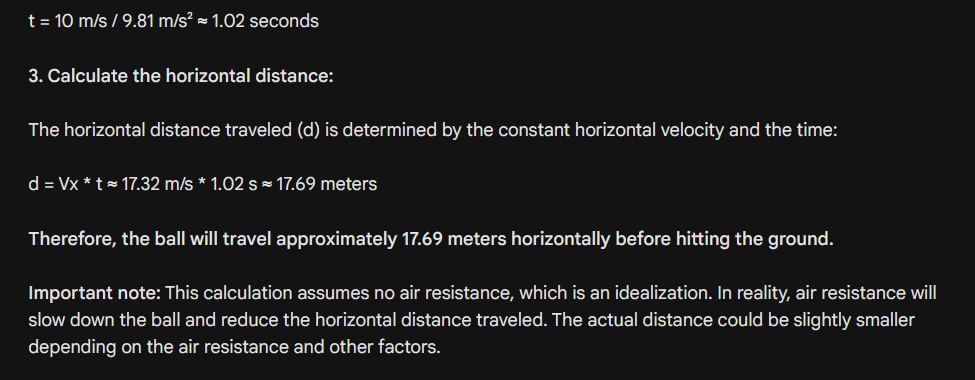 t = 10 m/s / 9.81 m/s² ≈ 1.02 seconds
3. Calculate the horizontal distance:
The horizontal distance traveled (d) is determined by the constant horizontal velocity and the time:
d = Vx * t ≈ 17.32 m/s * 1.02 s ≈ 17.69 meters
Therefore, the ball will travel approximately 17.69 meters horizontally before hitting the ground.
Important note: This calculation assumes no air resistance, which is an idealization. In reality, air resistance will
slow down the ball and reduce the horizontal distance traveled. The actual distance could be slightly smaller
depending on the air resistance and other factors.